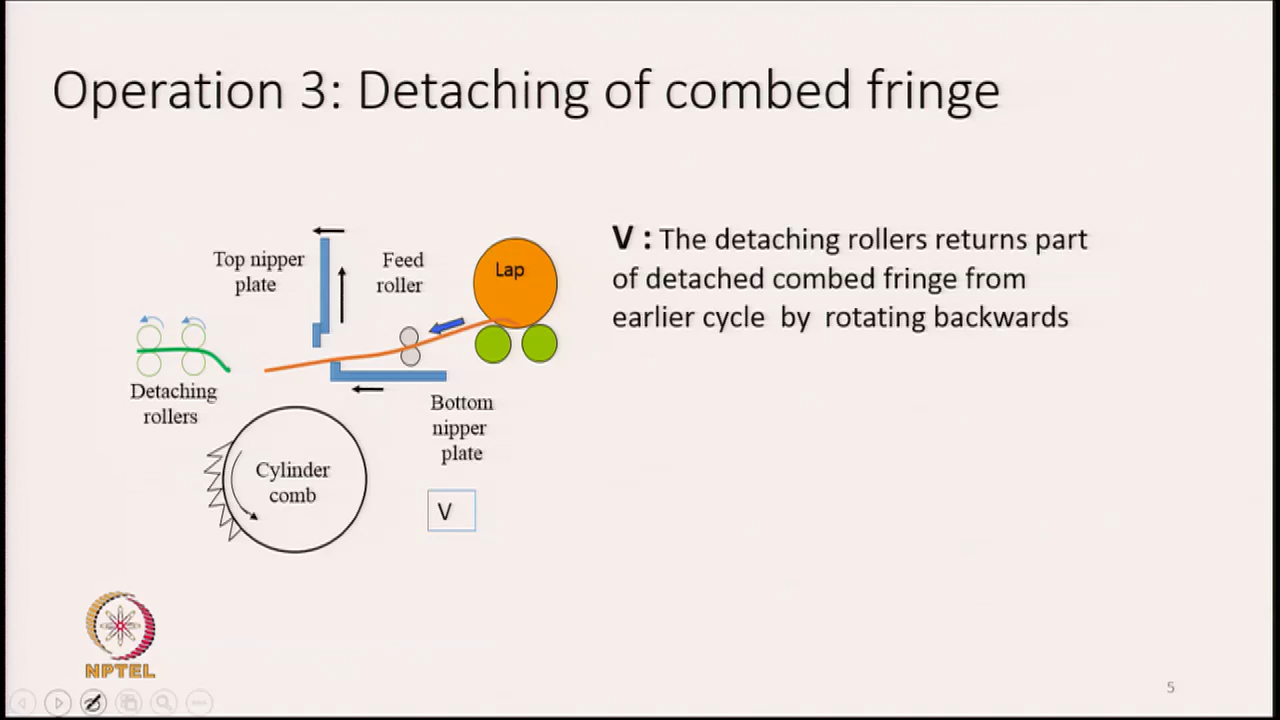 Operation 3: Detaching of combed fringe
Top nipper
plate
Feed
roller
Lap
Detaching
rollers
Bottom
nipper
plate
Cylinder
comb
V
V : The detaching rollers returns part
of detached combed fringe from
earlier cycle by rotating backwards
NPTEL
5